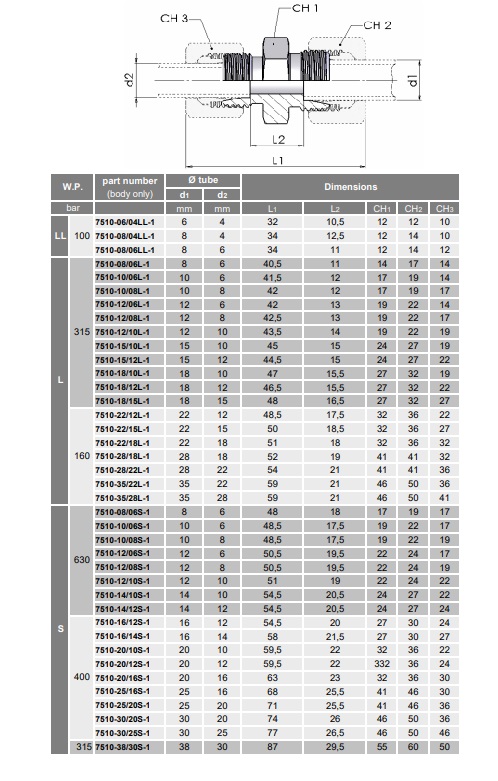 CH 1
CH 3
CH 2
d2
d1
L2
L1
W.P. part number (body only) Ø tube Dimensions
d1 d2
bar mm mm L1 L2 CH1 CH2 CH3
LL 100 7510-06/04LL-1 6 4 32 10,5 12 12 10
7510-08/04LL-1 8 4 34 12,5 12 14 10
7510-08/06LL-1 8 6 34 11 12 14 12
L 315 7510-08/06L-1 8 6 40,5 11 14 17 14
7510-10/06L-1 10 6 41,5 12 17 19 14
7510-10/08L-1 10 8 42 12 17 19 17
7510-12/06L-1 12 6 42 13 19 22 14
7510-12/08L-1 12 8 42,5 13 19 22 17
7510-12/10L-1 12 10 43,5 14 19 22 19
7510-15/10L-1 15 10 45 15 24 27 19
7510-15/12L-1 15 12 44,5 15 24 27 22
7510-18/10L-1 18 10 47 15,5 27 32 19
7510-18/12L-1 18 12 46,5 15,5 27 32 22
7510-18/15L-1 18 15 48 16,5 27 32 27
160 7510-22/12L-1 22 12 48,5 17,5 32 36 22
7510-22/15L-1 22 15 50 18,5 32 36 27
7510-22/18L-1 22 18 51 18 32 36 32
7510-28/18L-1 28 18 52 19 41 41 32
7510-28/22L-1 28 22 54 21 41 41 36
7510-35/22L-1 35 22 59 21 46 50 36
7510-35/28L-1 35 28 59 21 46 50 41
S 630 7510-08/06S-1 8 6 48 18 17 19 17
7510-10/06S-1 10 6 48,5 17,5 19 22 17
7510-10/08S-1 10 8 48,5 17,5 19 22 19
7510-12/06S-1 12 6 50,5 19,5 22 24 17
7510-12/08S-1 12 8 50,5 19,5 22 24 19
7510-12/10S-1 12 10 51 19 22 24 22
7510-14/10S-1 14 10 54,5 20,5 24 27 22
7510-14/12S-1 14 12 54,5 20,5 24 27 24
400 7510-16/12S-1 16 12 54,5 20 27 30 24
7510-16/14S-1 16 14 58 21,5 27 30 27
7510-20/10S-1 20 10 59,5 22 32 36 22
7510-20/12S-1 20 12 59,5 22 332 36 24
7510-20/16S-1 20 16 63 23 32 36 30
7510-25/16S-1 25 16 68 25,5 41 46 30
7510-25/20S-1 25 20 71 25,5 41 46 36
7510-30/20S-1 30 20 74 26 46 50 36
7510-30/25S-1 30 25 77 26,5 46 50 46
315 7510-38/30S-1 38 30 87 29,5 55 60 50